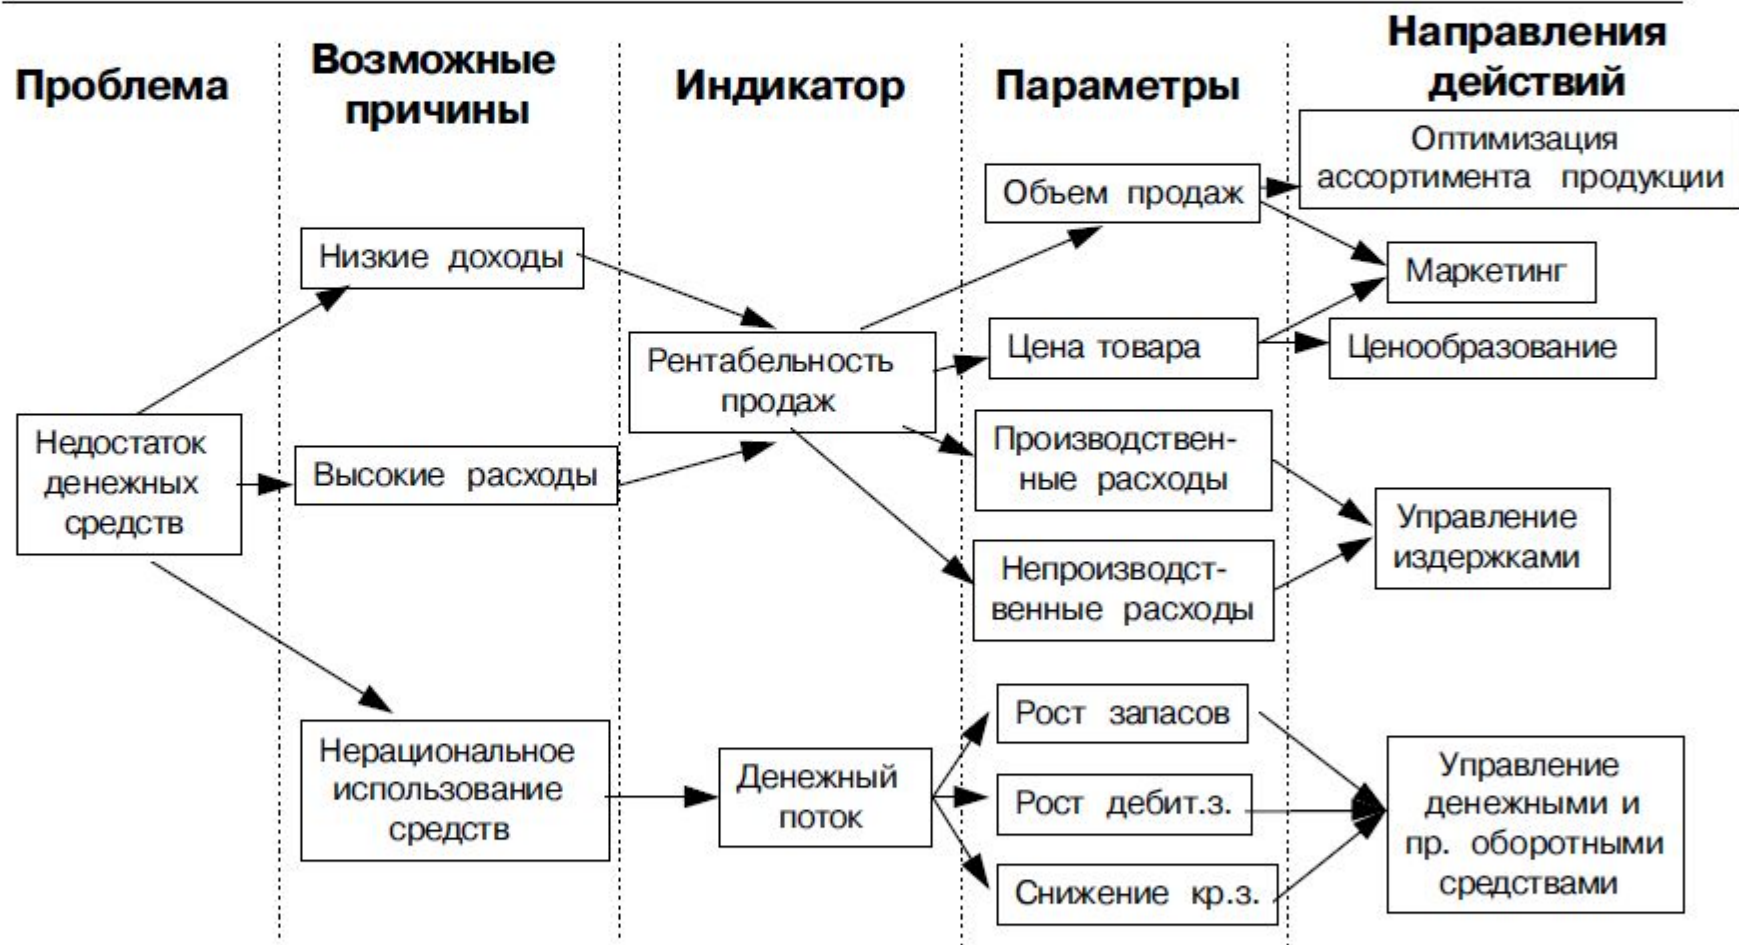 Проблема
Возможные
причины
Индикатор
Параметры
Направления
действий
Недостаток
денежных
средств
Низкие доходы
Высокие расходы
Нерациональное
использование
средств
Рентабельность
продаж
Денежный
поток
Объем продаж
Цена товара
Производствен-
ные расходы
Непроизводст-
венные расходы
Рост запасов
Рост дебит.з.
Снижение кр.з.
Оптимизация
ассортимента продукции
Маркетинг
Ценообразование
Управление
издержками
Управление
денежными и
пр. оборотными
средствами